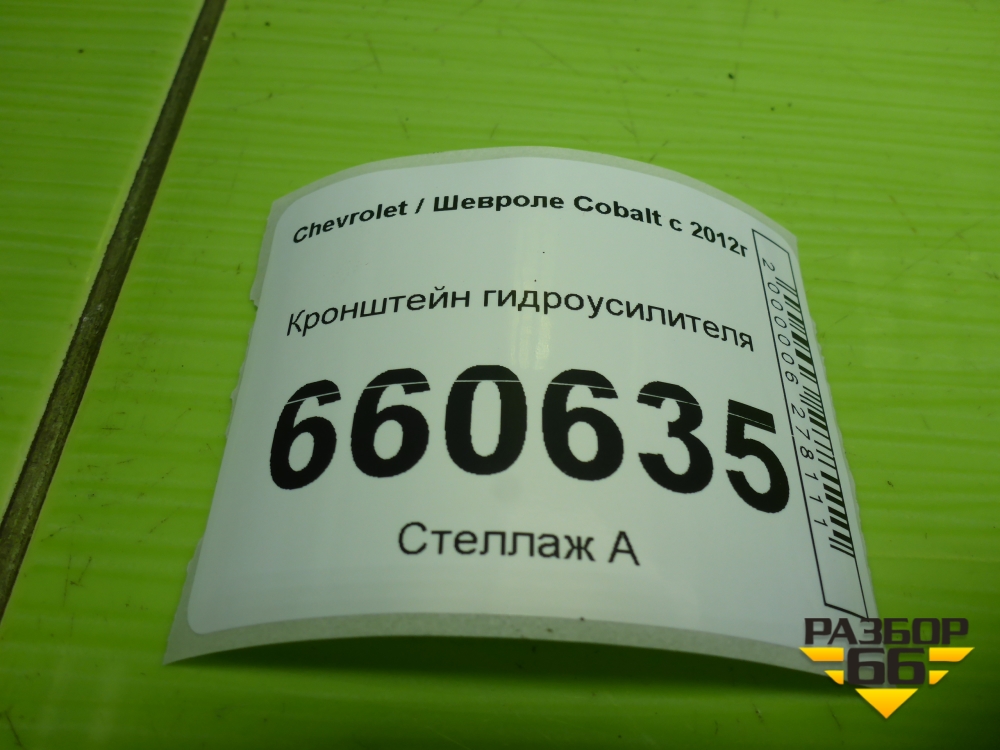 Chevrolet / Шевроле Cobalt с 2012г
Кронштейн гидроусилителя
660635
Стеллаж А
2000006278111
РАЗБОР
66